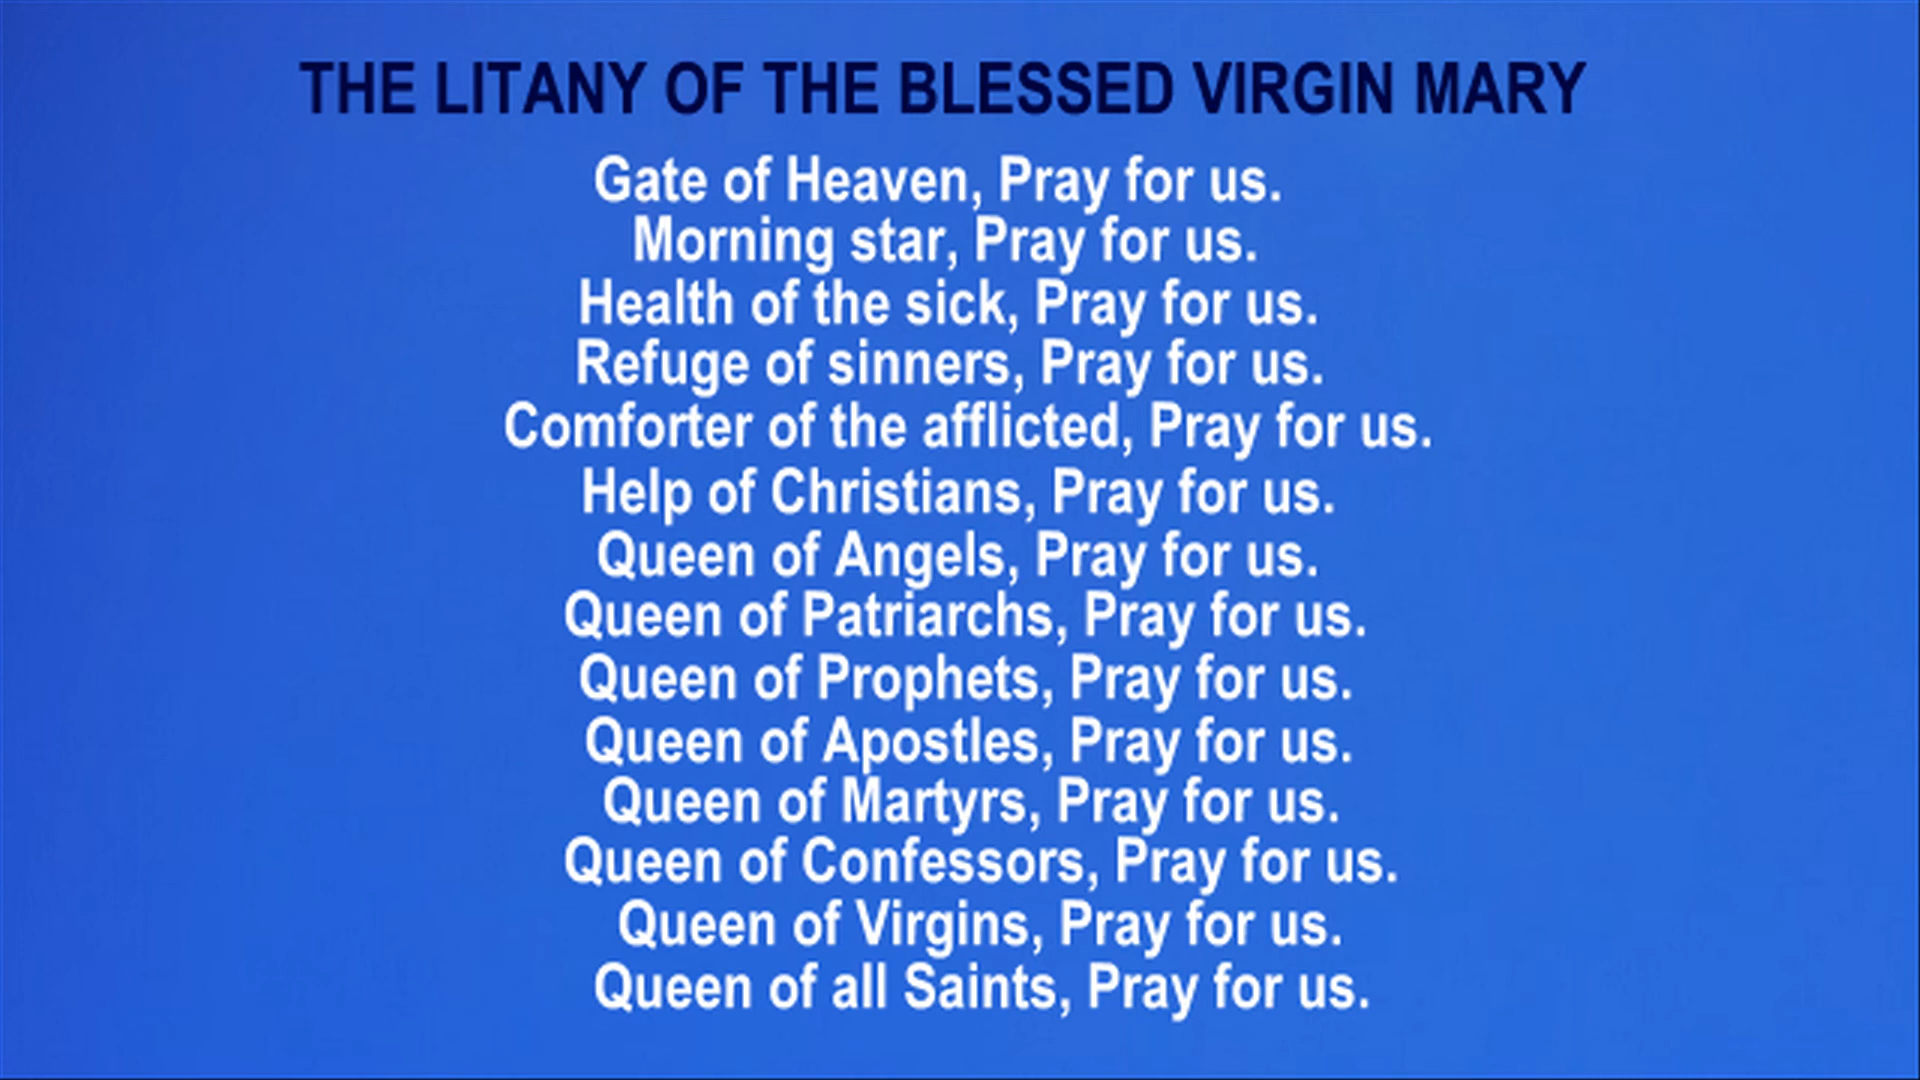 THE LITANY OF THE BLESSED VIRGIN MARY
Gate of Heaven, Pray for us.
Morning star, Pray for us.
Health of the sick, Pray for us.
Refuge of sinners, Pray for us.
Comforter of the afflicted, Pray for us.
Help of Christians, Pray for us.
Queen of Angels, Pray for us.
Queen of Patriarchs, Pray for us.
Queen of Prophets, Pray for us.
Queen of Apostles, Pray for us.
Queen of Martyrs, Pray for us.
Queen of Confessors, Pray for us.
Queen of Virgins, Pray for us.
Queen of all Saints, Pray for us.